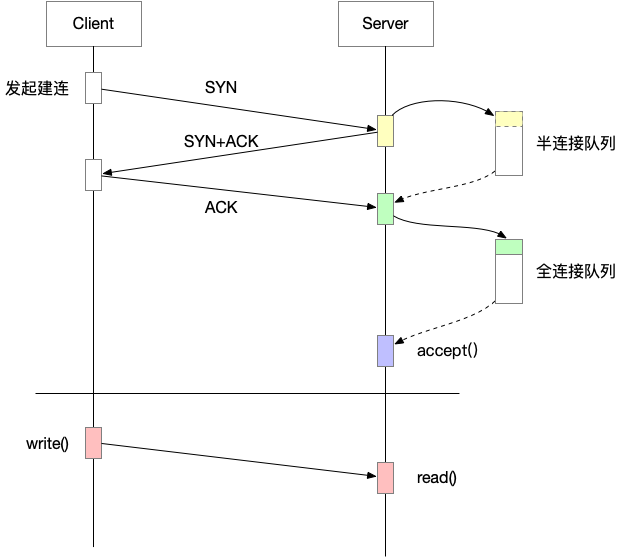 Client
Server
发起建连
SYN
SYN+ACK
半连接队列
ACK
全连接队列
accept()
write()
read()